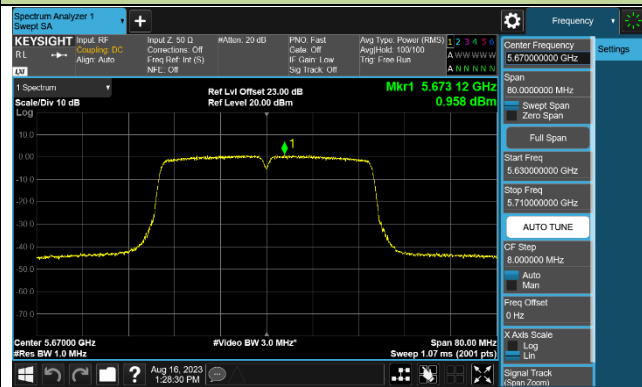 Spectrum Analyzer 1
Swept SA
Frequency
KEYSIGHT
Input: RF
Coupling: DC
Align: Auto
Input Z: 50 Ω
Corrections: Off
Freq Ref: Int (S)
NFE: Off
#Atten: 20 dB
PNO: Fast
Gate: Off
IF Gain: Low
Sig Track: Off
Avg Type: Power (RMS)
Avg|Hold: 100/100
Trig: Free Run
1 2 3 4 5 6
A W W W W W
A N N N N N
RL
LXI
1 Spectrum
Scale/Div 10 dB
Log
Ref Lvl Offset 23.00 dB
Ref Level 20.00 dBm
Mkr1 5.673 12 GHz
0.958 dBm
1
10.0
0.00
-10.0
-20.0
-30.0
-40.0
-50.0
-60.0
-70.0
Center 5.67000 GHz
#Res BW 1.0 MHz
#Video BW 3.0 MHz*
Span 80.00 MHz
Sweep 1.07 ms (2001 pts)
Center Frequency
5.670000000 GHz
Settings
Span
80.0000000 MHz
Swept Span
Zero Span
Full Span
Start Freq
5.630000000 GHz
Stop Freq
5.710000000 GHz
AUTO TUNE
CF Step
8.000000 MHz
Auto
Man
Freq Offset
0 Hz
X Axis Scale
Log
Lin
Signal Track
(Span Zoom)
?
Aug 16, 2023
1:28:30 PM